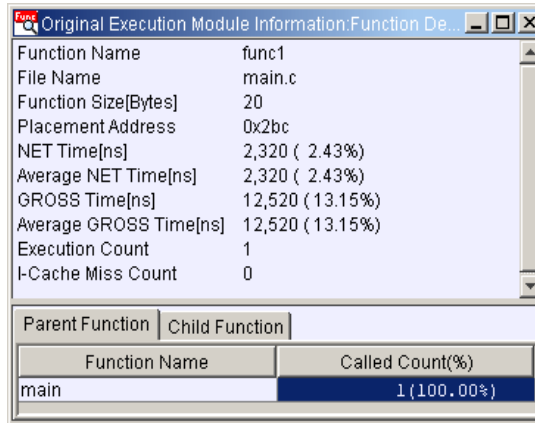 Func
Original Execution Module Information:Function De...
Function Name func1
File Name main.c
Function Size[Bytes] 20
Placement Address 0x2bc
NET Time[ns] 2,320 ( 2.43%)
Average NET Time[ns] 2,320 ( 2.43%)
GROSS Time[ns] 12,520 (13.15%)
Average GROSS Time[ns] 12,520 (13.15%)
Execution Count 1
I-Cache Miss Count 0
Parent Function Child Function
Function Name Called Count(%)
main 1(100.00%)